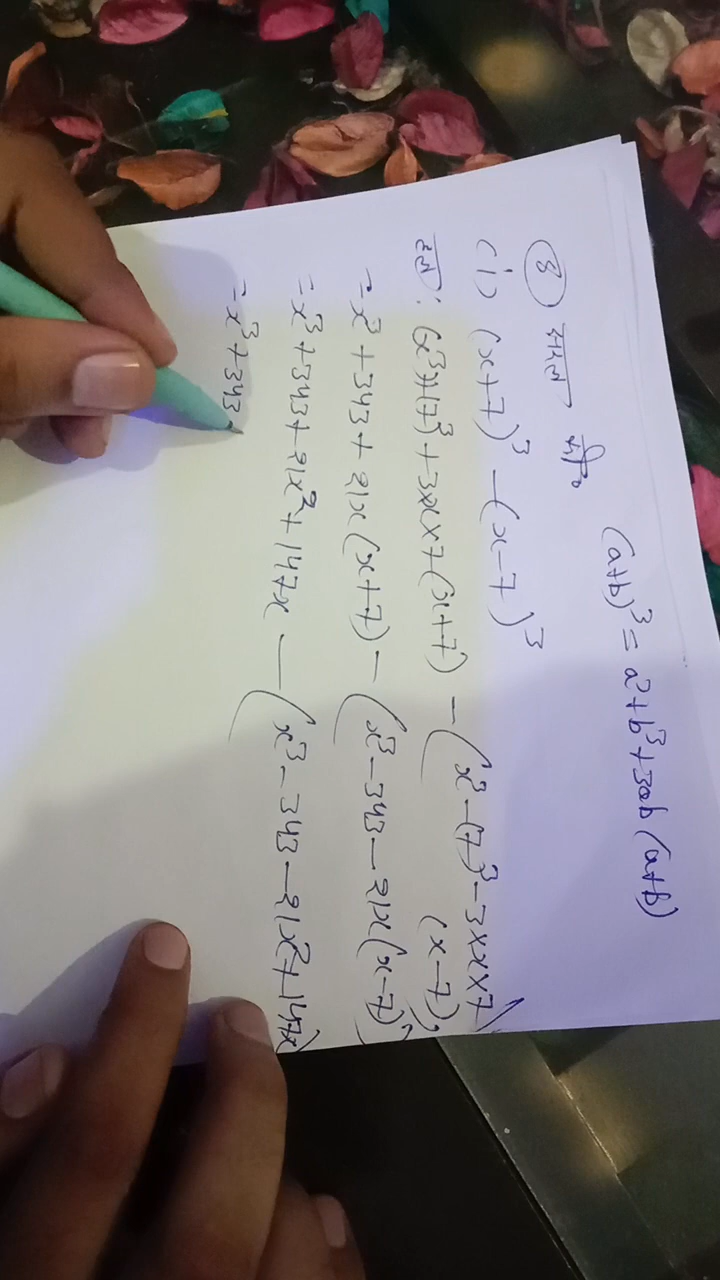 (a+b)³ = a³+b³+3ab(a+b)
⑧ सरल कीo
(i) (x+7)³ - (x-7)³
हल: (x³)+(7)³ + 3×x×7(x+7) - (x³-(7)³-3×x×7
(x-7))
= x³ + 343 + 21x(x+7) - (x³-343-21x(x-7))
= x³+343+21x²+147x - (x³-343-21x²+147x)
= x³+343